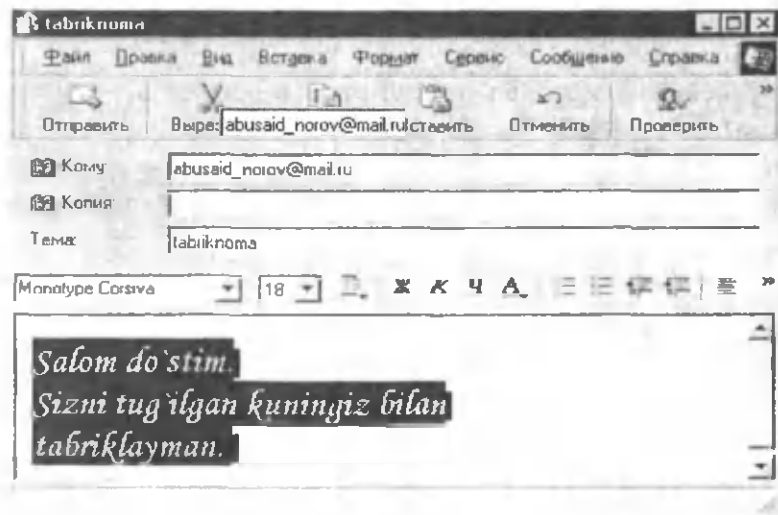 tabriknoma
Файл Правка Вид Вставка Формат Сервис Сообщение Справка
Отправить Выре: abusaid_norov@mail.ru ставить Отменить Проверить
Кому: abusaid_norov@mail.ru
Копия:
Тема: tabriknoma
Monotype Corsiva 18 Ж К Ч А
Salom do`stim.
Sizni tug`ilgan kuningiz bilan
tabriklayman.